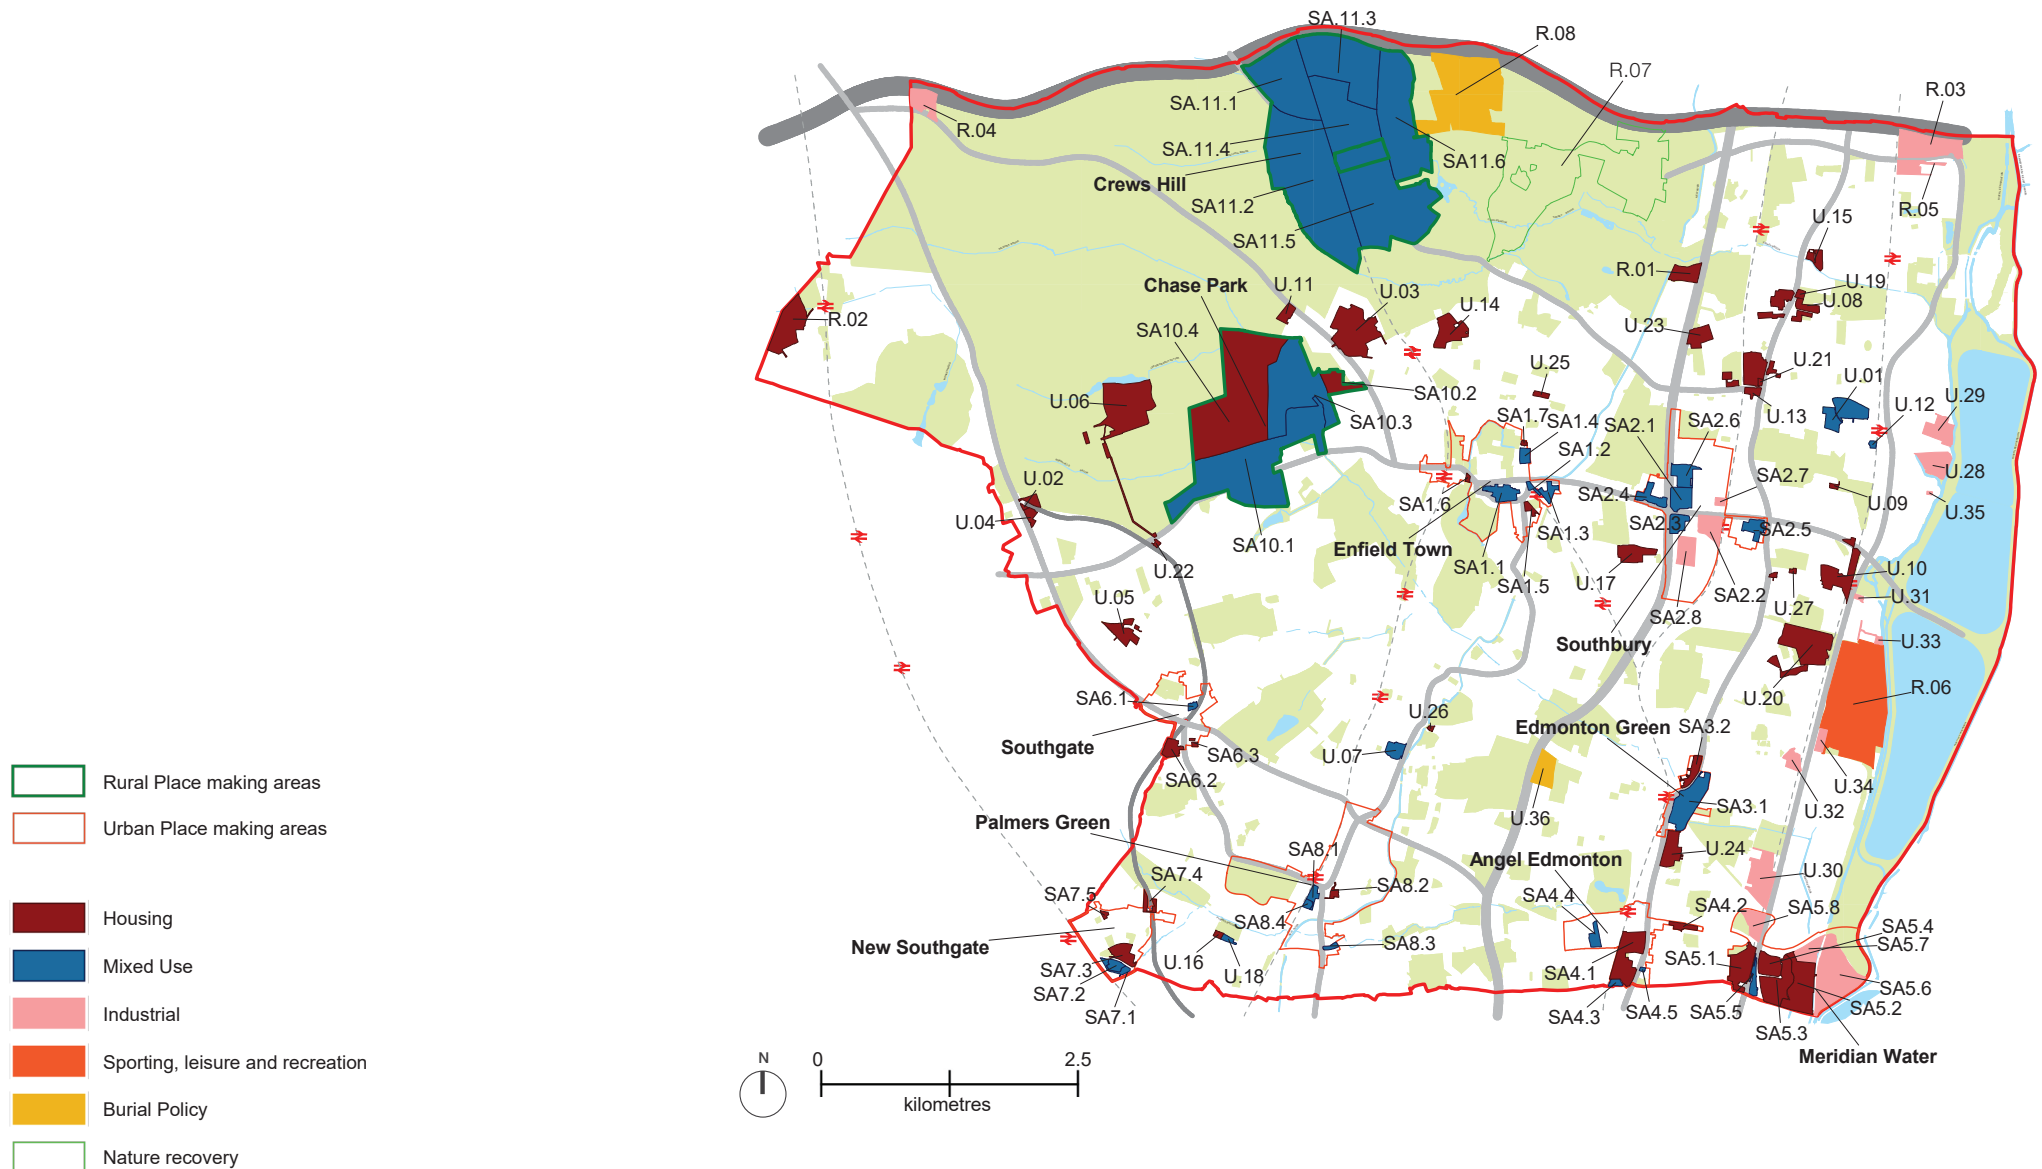 SA.11.3
R.08
R.07
R.03
SA.11.1
R.04
SA.11.4
SA11.6
Crews Hill
SA11.2
R.05
U.15
SA11.5
R.01
Chase Park
U.11
U.03
U.19
U.08
U.14
R.02
SA10.4
U.23
U.21
U.25
U.01
SA10.2
U.29
U.06
U.12
SA1.7
SA1.4
SA2.1
SA2.6
U.13
SA10.3
SA1.2
U.28
U.02
SA2.7
SA1.6
SA2.4
U.09
U.04
SA2.3
SA2.5
U.35
SA1.3
SA10.1
Enfield Town
SA1.1
U.10
U.22
SA1.5
U.17
SA2.2
U.31
U.05
SA2.8
U.27
Southbury
U.33
R.06
SA6.1
U.20
U.26
Edmonton Green
SA3.2
Southgate
SA6.3
U.07
SA6.2
U.34
Rural Place making areas
SA3.1
U.32
Palmers Green
U.36
Urban Place making areas
SA8.1
U.24
Angel Edmonton
SA7.4
U.30
SA7.5
SA8.2
SA4.4
SA4.2
SA5.8
Housing
SA8.4
SA5.4
New Southgate
SA8.3
SA5.7
U.16
SA5.1
Mixed Use
SA7.3
U.18
SA4.1
SA5.6
SA7.2
SA5.2
SA7.1
SA4.3
SA4.5
SA5.5
SA5.3
Industrial
Meridian Water
N
0
2.5
Sporting, leisure and recreation
kilometres
Burial Policy
Nature recovery